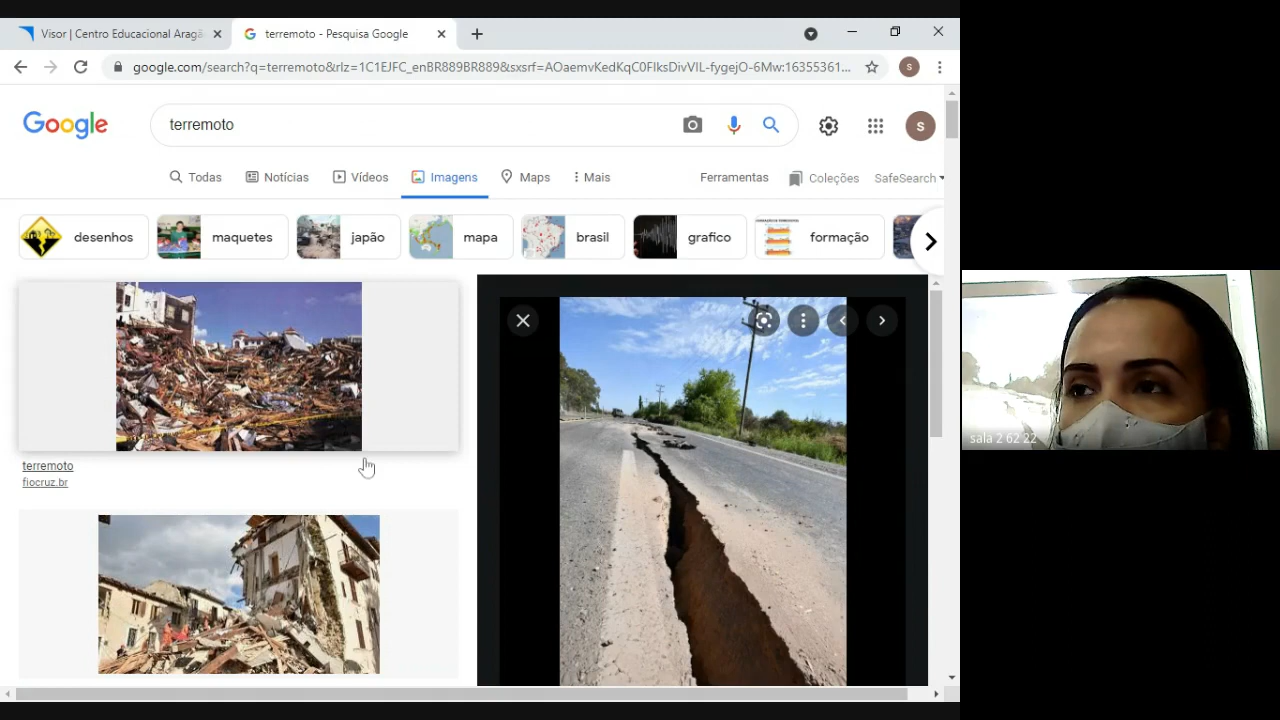 Visor | Centro Educacional Aragã
terremoto - Pesquisa Google
google.com/search?q=terremoto&rlz=1C1EJFC_enBR889BR889&sxsrf=AOaemvKedKqC0FIksDivVIL-fygejO-6Mw:16355361...
S
Google
terremoto
S
Todas
Notícias
Vídeos
Imagens
Maps
Mais
Ferramentas
Coleções
SafeSearch
desenhos
maquetes
japão
mapa
brasil
grafico
formação
terremoto
fiocruz.br
sala 2 62 22